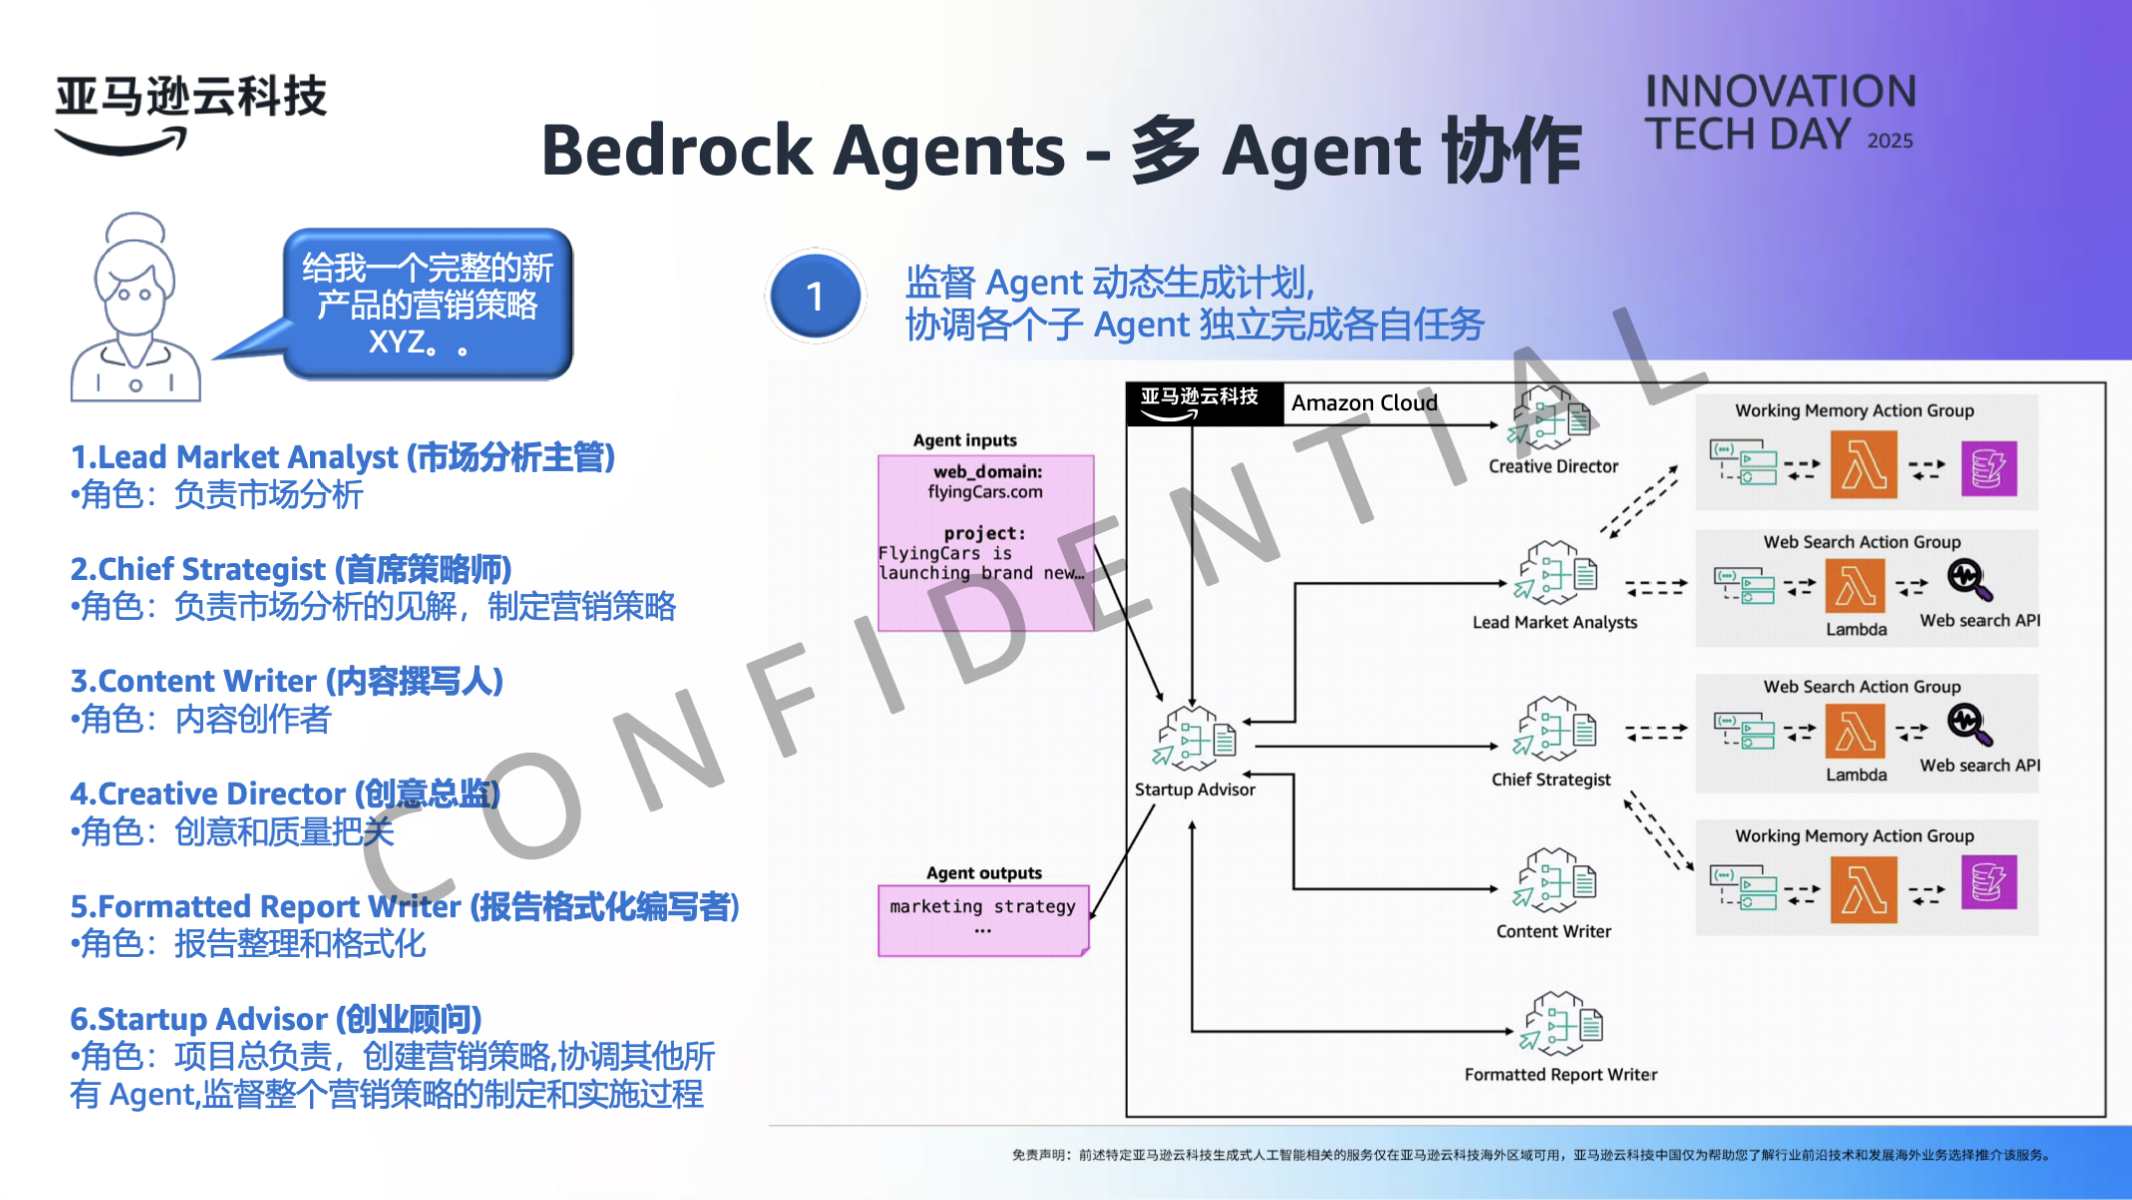 亚马逊云科技
INNOVATION
TECH DAY 2025
Bedrock Agents - 多 Agent 协作
给我一个完整的新
产品的营销策略
XYZ。。
1.Lead Market Analyst (市场分析主管)
•角色：负责市场分析
2.Chief Strategist (首席策略师)
•角色：负责市场分析的见解，制定营销策略
3.Content Writer (内容撰写人)
•角色：内容创作者
4.Creative Director (创意总监)
•角色：创意和质量把关
5.Formatted Report Writer (报告格式化编写者)
•角色：报告整理和格式化
6.Startup Advisor (创业顾问)
•角色：项目总负责，创建营销策略,协调其他所
有 Agent,监督整个营销策略的制定和实施过程
1
监督 Agent 动态生成计划,
协调各个子 Agent 独立完成各自任务
亚马逊云科技
Amazon Cloud
Agent inputs
web_domain:
flyingCars.com
project:
FlyingCars is
launching brand new…
Startup Advisor
Agent outputs
marketing strategy
...
Creative Director
Lead Market Analysts
Chief Strategist
Content Writer
Formatted Report Writer
Working Memory Action Group
Web Search Action Group
Lambda
Web search API
Web Search Action Group
Lambda
Web search API
Working Memory Action Group
CONFIDENTIAL
免责声明：前述特定亚马逊云科技生成式人工智能相关的服务仅在亚马逊云科技海外区域可用，亚马逊云科技中国仅为帮助您了解行业前沿技术和发展海外业务选择推介该服务。